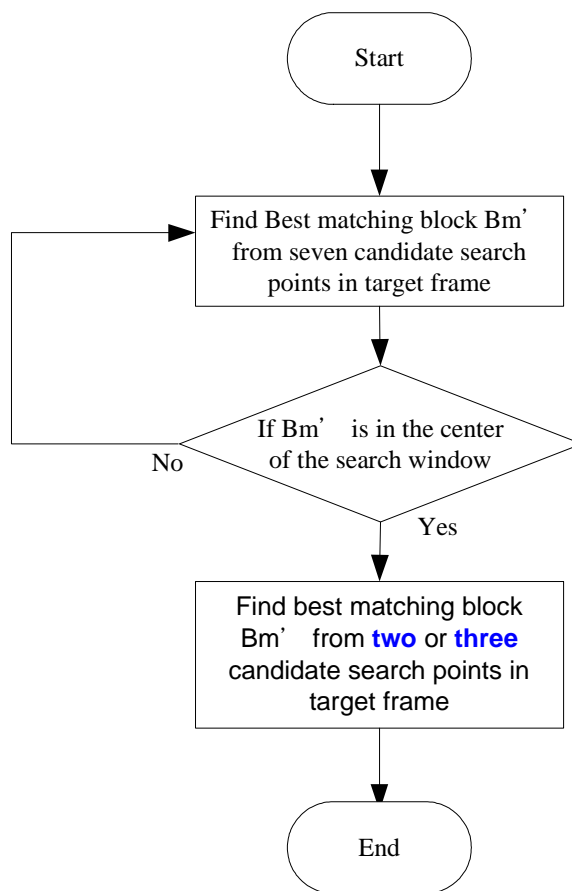 Start
Find Best matching block Bm’
from seven candidate search
points in target frame
If Bm’ is in the center
of the search window
No
Yes
Find best matching block
Bm’ from two or three
candidate search points in
target frame
End